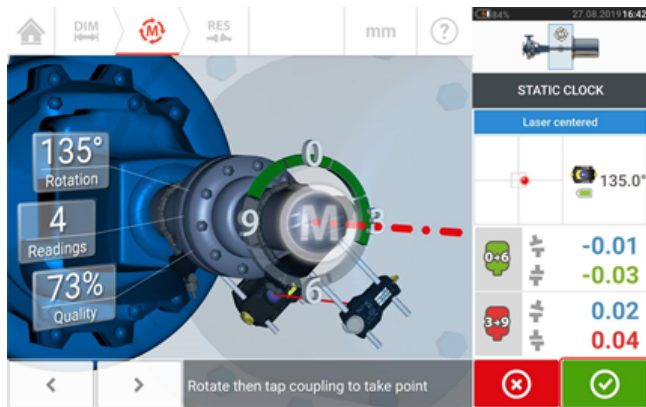 DIM
M
RES
mm
?
84%
27.08.2019 16:42
STATIC CLOCK
Laser centered
135.0°
135°
Rotation
4
Readings
73%
Quality
0
9
M
3
6
0→6
-0.01
-0.03
3→9
0.02
0.04
Rotate then tap coupling to take point